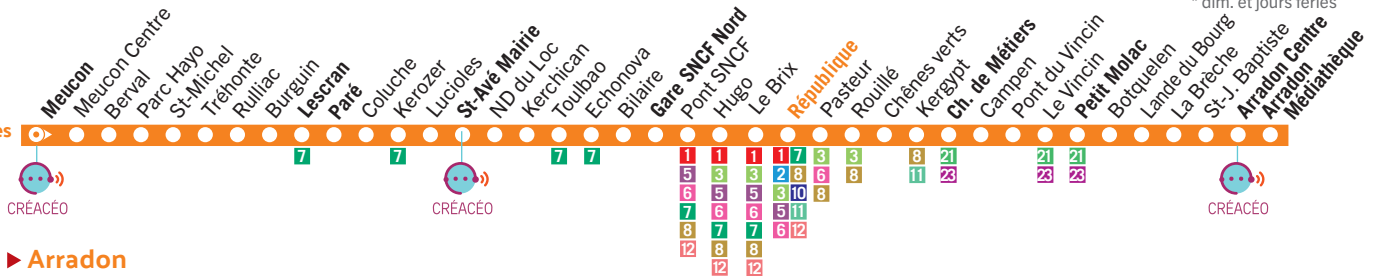 * dim. et jours fériés
Meucon
Meucon Centre
Berval
Parc Hayo
St-Michel
Tréhonte
Rulliac
Burguin
Lescran
Paré
Coluche
Kerozer
Lucioles
St-Avé Mairie
ND du Loc
Kerchican
Toulbao
Echonova
Bilaire
Gare SNCF Nord
Pont SNCF
Hugo
Le Brix
République
Pasteur
Rouillé
Chênes verts
Kergypt
Ch. de Métiers
Campen
Pont du Vincin
Le Vincin
Petit Molac
Botquelen
Lande du Bourg
La Brèche
St-J. Baptiste
Arradon Centre
Arradon
Médiathèque
es
7 7 7 7 1 1 1 1 7 3 3 8 21 21 21
5 3 3 2 8 6 8 11 23 23 23
6 5 5 3 10 8
7 6 6 5 11
8 7 7 6 12
12 8 8
12 12
CRÉACÉO CRÉACÉO CRÉACÉO
Arradon